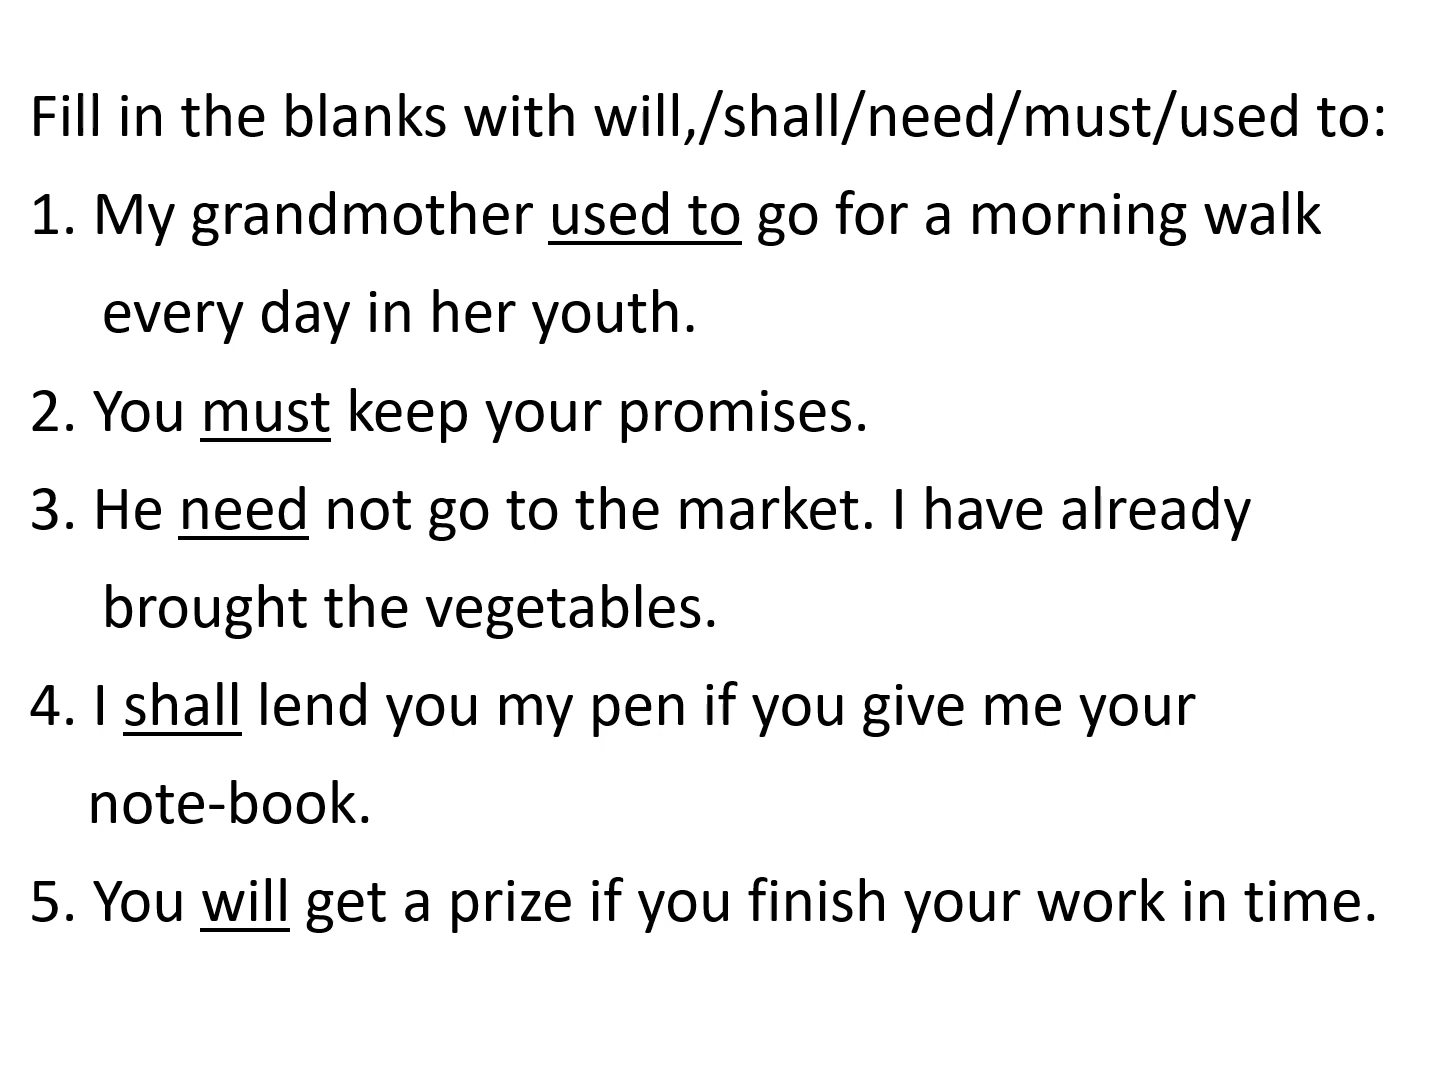 Fill in the blanks with will,/shall/need/must/used to:
1. My grandmother used to go for a morning walk
every day in her youth.
2. You must keep your promises.
3. He need not go to the market. I have already
brought the vegetables.
4. I shall lend you my pen if you give me your
note-book.
5. You will get a prize if you finish your work in time.